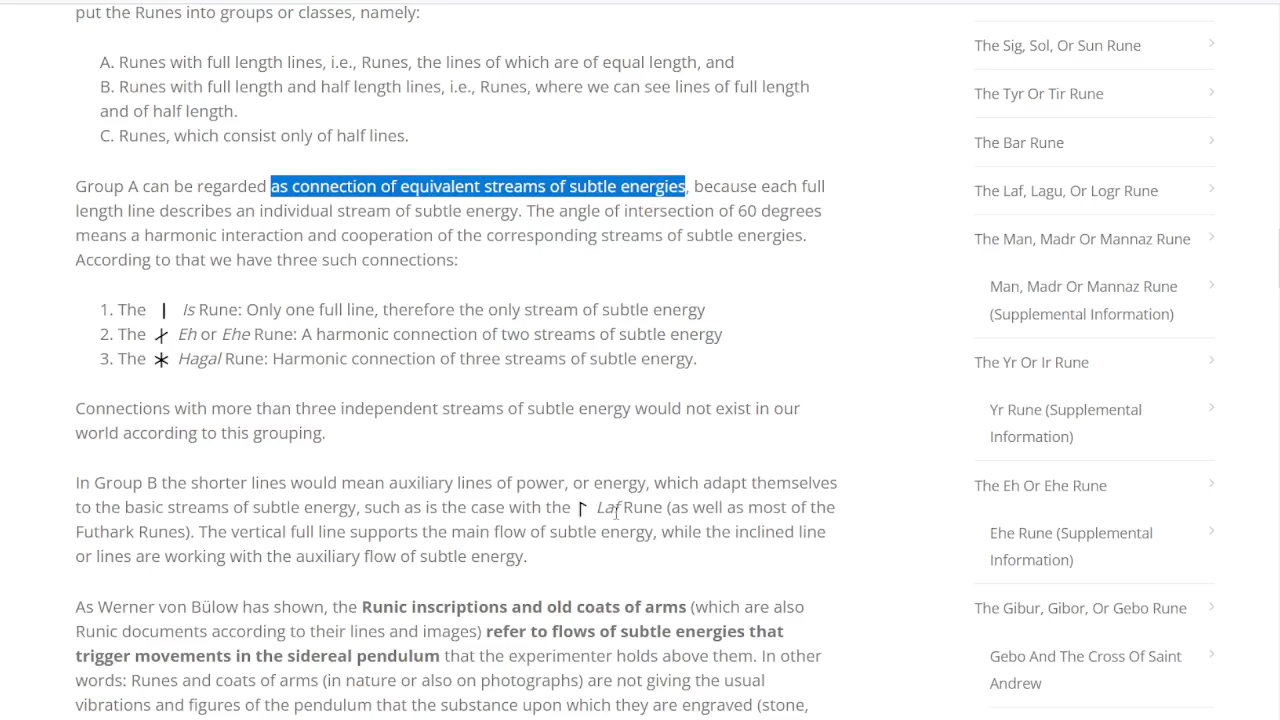 put the Runes into groups or classes, namely:
A. Runes with full length lines, i.e., Runes, the lines of which are of equal length, and
B. Runes with full length and half length lines, i.e., Runes, where we can see lines of full length
and of half length.
C. Runes, which consist only of half lines.
Group A can be regarded as connection of equivalent streams of subtle energies, because each full
length line describes an individual stream of subtle energy. The angle of intersection of 60 degrees
means a harmonic interaction and cooperation of the corresponding streams of subtle energies.
According to that we have three such connections:
1. The ᛁ Is Rune: Only one full line, therefore the only stream of subtle energy
2. The ᛅ Eh or Ehe Rune: A harmonic connection of two streams of subtle energy
3. The ᚼ Hagal Rune: Harmonic connection of three streams of subtle energy.
Connections with more than three independent streams of subtle energy would not exist in our
world according to this grouping.
In Group B the shorter lines would mean auxiliary lines of power, or energy, which adapt themselves
to the basic streams of subtle energy, such as is the case with the ᛚ Laf Rune (as well as most of the
Futhark Runes). The vertical full line supports the main flow of subtle energy, while the inclined line
or lines are working with the auxiliary flow of subtle energy.
As Werner von Bülow has shown, the Runic inscriptions and old coats of arms (which are also
Runic documents according to their lines and images) refer to flows of subtle energies that
trigger movements in the sidereal pendulum that the experimenter holds above them. In other
words: Runes and coats of arms (in nature or also on photographs) are not giving the usual
vibrations and figures of the pendulum that the substance upon which they are engraved (stone,
The Sig, Sol, Or Sun Rune
The Tyr Or Tir Rune
The Bar Rune
The Laf, Lagu, Or Logr Rune
The Man, Madr Or Mannaz Rune
Man, Madr Or Mannaz Rune
(Supplemental Information)
The Yr Or Ir Rune
Yr Rune (Supplemental
Information)
The Eh Or Ehe Rune
Ehe Rune (Supplemental
Information)
The Gibur, Gibor, Or Gebo Rune
Gebo And The Cross Of Saint
Andrew